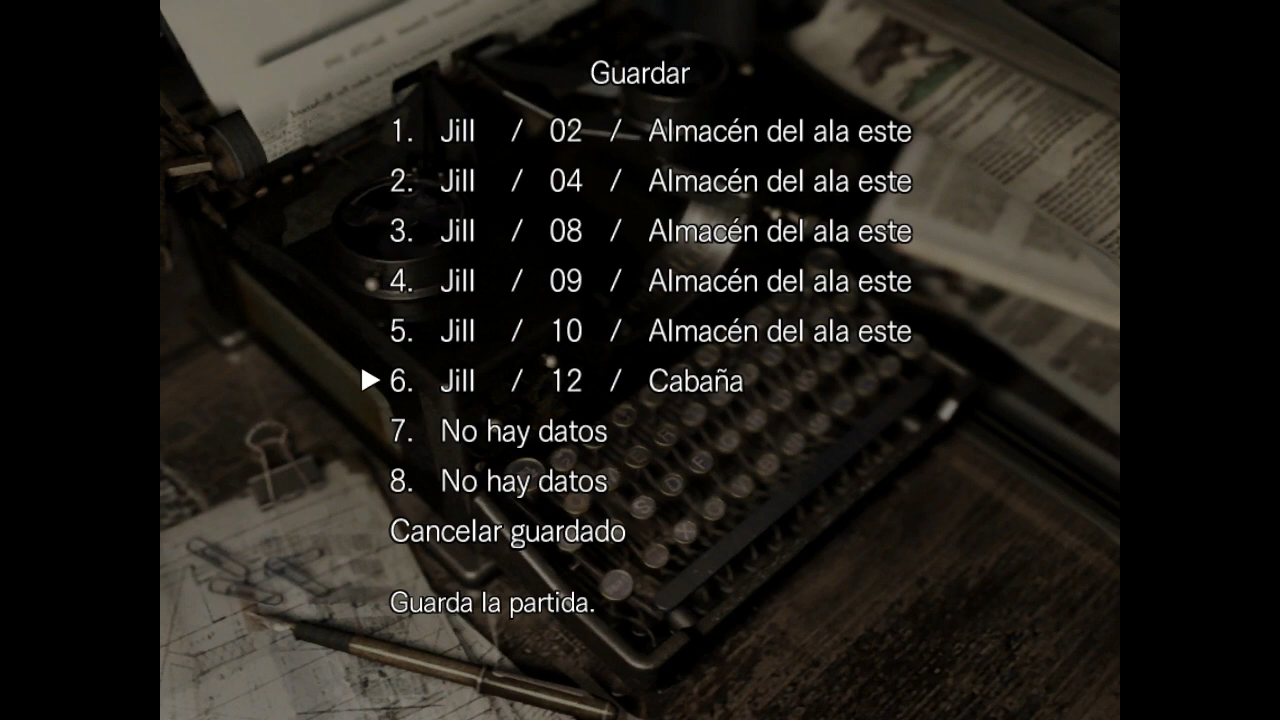 Guardar
1. Jill / 02 / Almacén del ala este
2. Jill / 04 / Almacén del ala este
3. Jill / 08 / Almacén del ala este
4. Jill / 09 / Almacén del ala este
5. Jill / 10 / Almacén del ala este
6. Jill / 12 / Cabaña
7. No hay datos
8. No hay datos
Cancelar guardado
Guarda la partida.